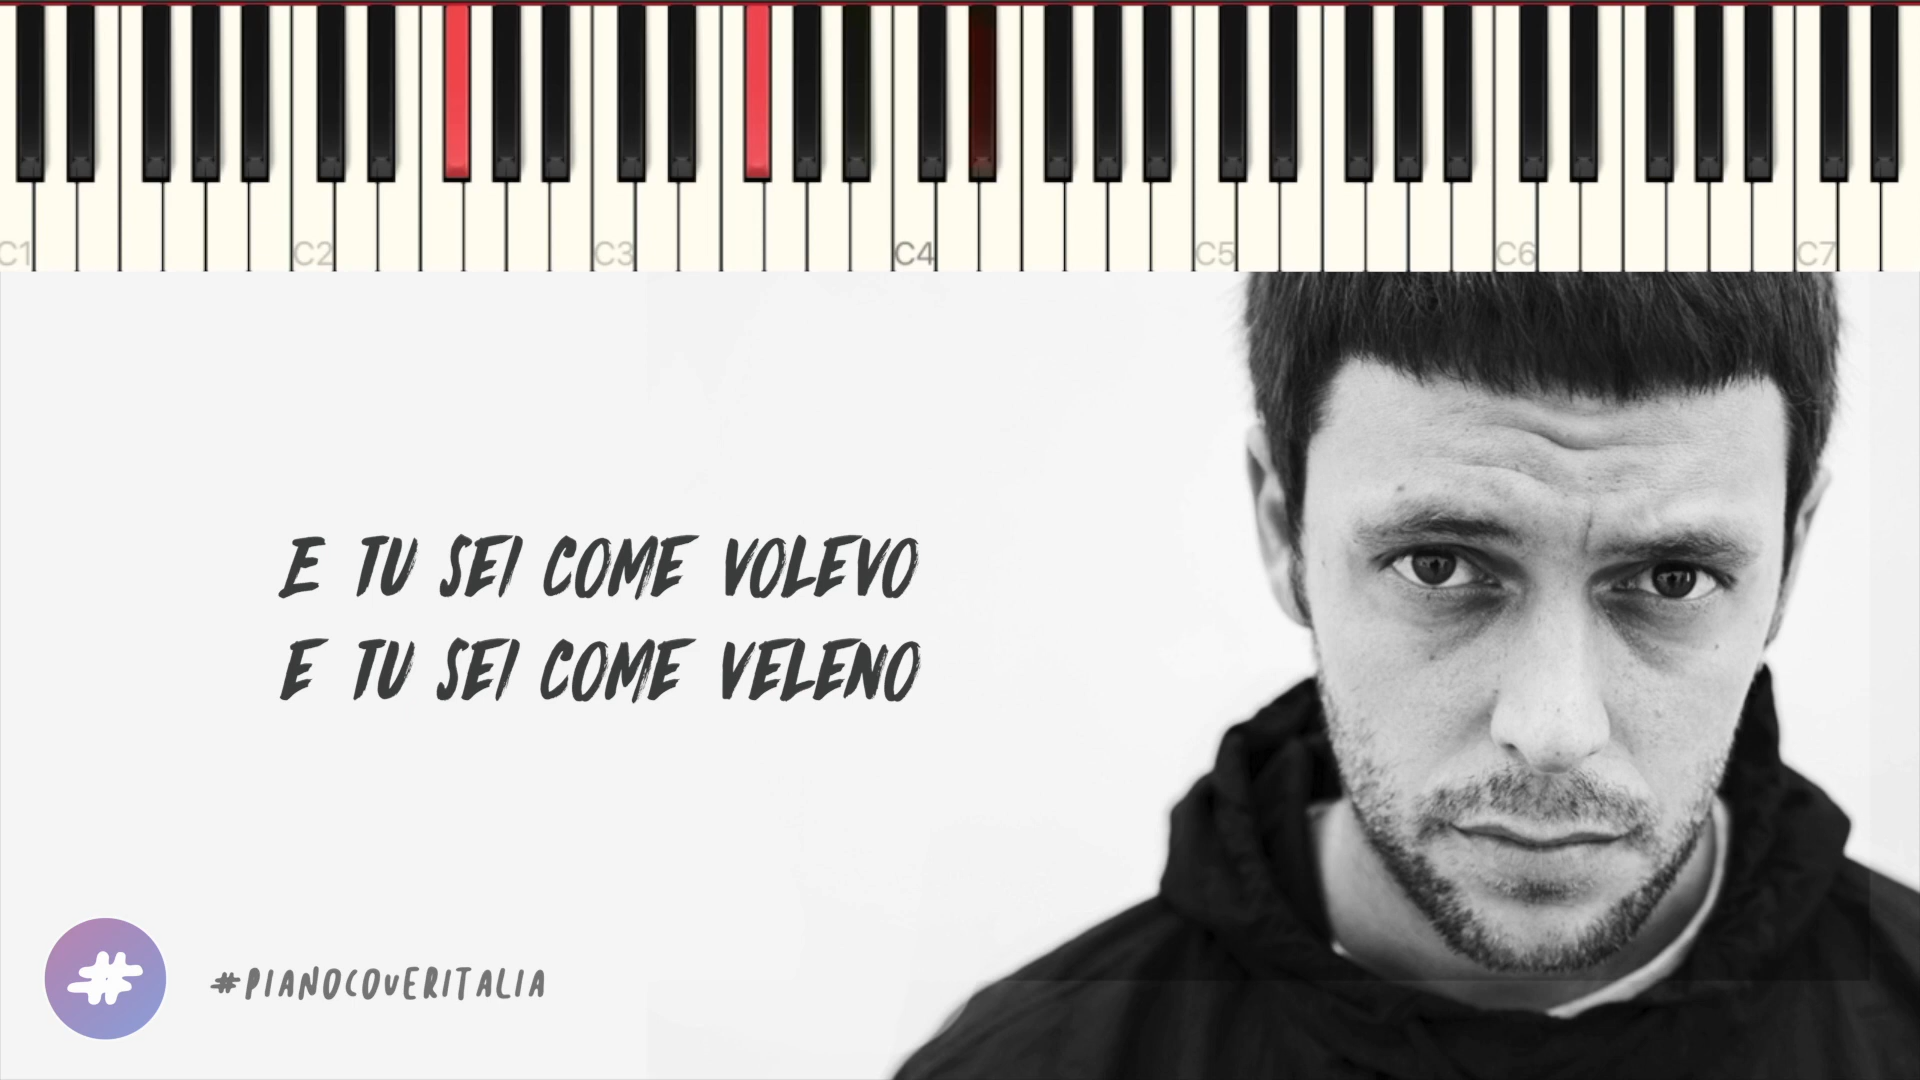 C1 C2 C3 C4 C5 C6 C7
E TU SEI COME VOLEVO
E TU SEI COME VELENO
#
#PIANOCOVERITALIA